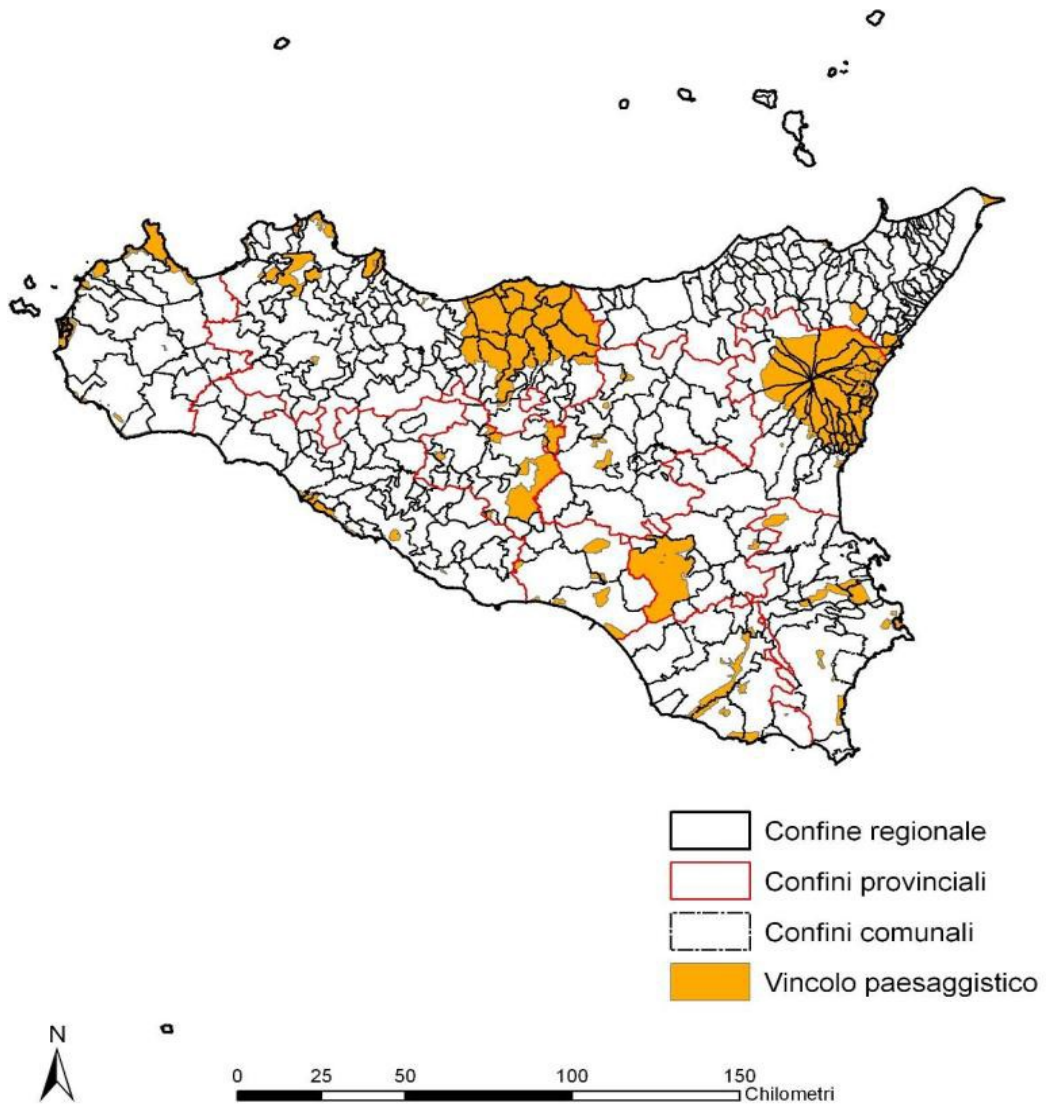 Confine regionale
Confini provinciali
Confini comunali
Vincolo paesaggistico
N
0 25 50 100 150
Chilometri